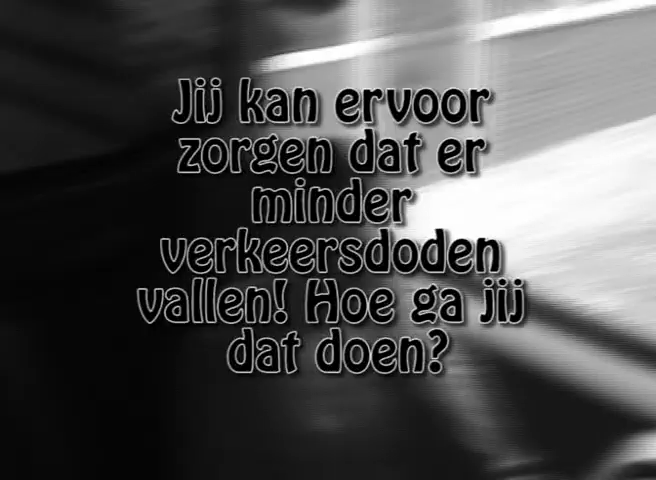 Jij kan ervoor
zorgen dat er
minder
verkeersdoden
vallen! Hoe ga jij
dat doen?